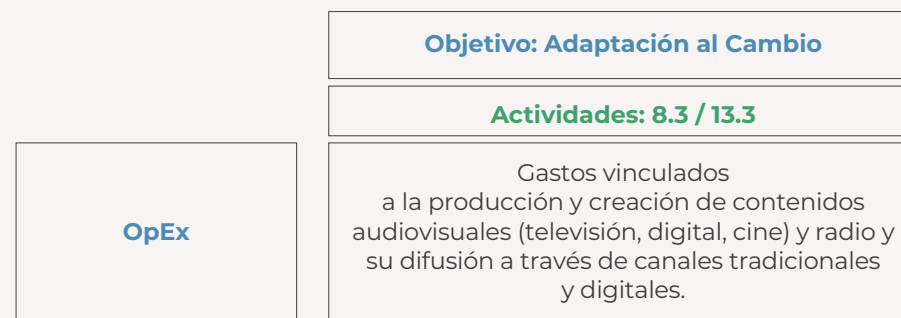 Objetivo: Adaptación al Cambio
Actividades: 8.3 / 13.3
OpEx
Gastos vinculados
a la producción y creación de contenidos
audiovisuales (televisión, digital, cine) y radio y
su difusión a través de canales tradicionales
y digitales.